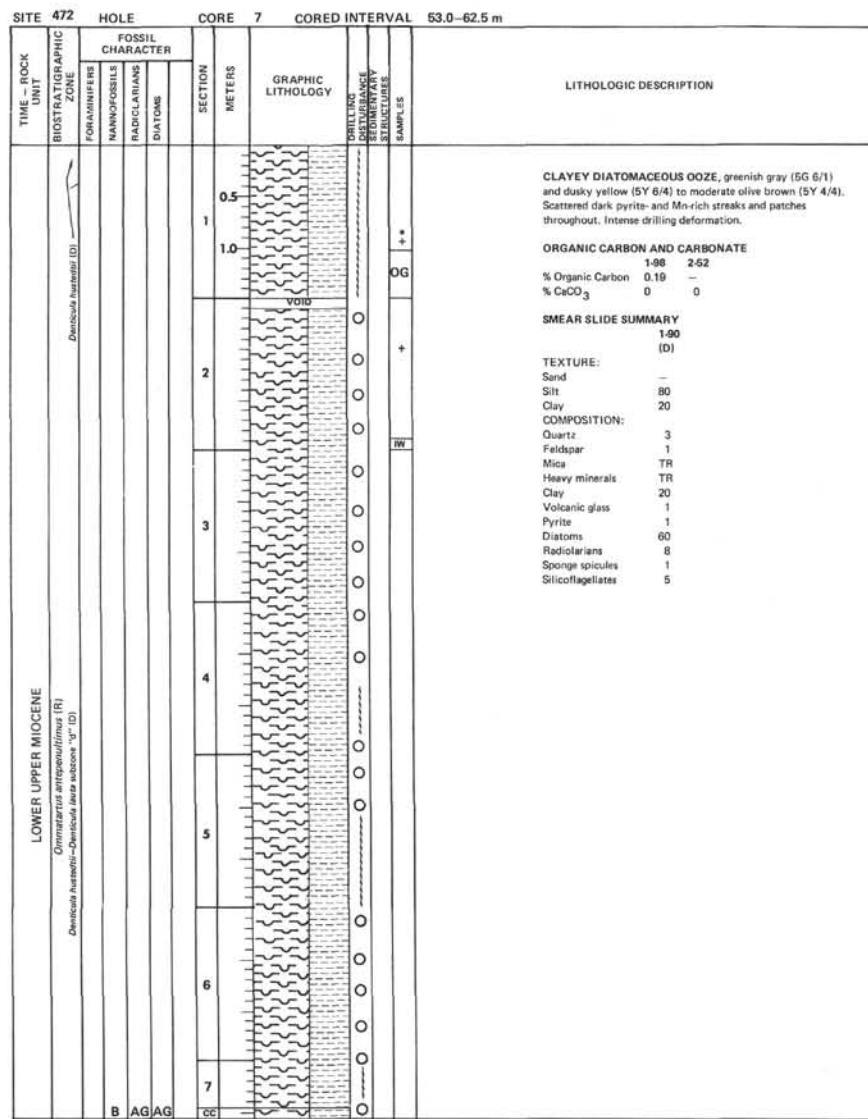 SITE 472 HOLE CORE 7 CORED INTERVAL 53.0–62.5 m
TIME – ROCK UNIT
BIOSTRATIGRAPHIC ZONE
FOSSIL CHARACTER
FORAMINIFERS
NANNOFOSSILS
RADIOLARIANS
DIATOMS
SECTION
METERS
GRAPHIC LITHOLOGY
DRILLING DISTURBANCE
SEDIMENTARY STRUCTURES
SAMPLES
LITHOLOGIC DESCRIPTION
LOWER UPPER MIOCENE
Denticula hustedtii (D)
Ommatartus antepenultimus (R)
Denticula hustedtii–Denticula lauta subzone "d" (D)
B AG AG
1
0.5
1.0
VOID
2
3
4
5
6
7
CC
*
+
OG
+
IW
CLAYEY DIATOMACEOUS OOZE, greenish gray (5G 6/1)
and dusky yellow (5Y 6/4) to moderate olive brown (5Y 4/4).
Scattered dark pyrite- and Mn-rich streaks and patches
throughout. Intense drilling deformation.
ORGANIC CARBON AND CARBONATE
1-98 2-52
% Organic Carbon 0.19 –
% CaCO3 0 0
SMEAR SLIDE SUMMARY
1-90
(D)
TEXTURE:
Sand –
Silt 80
Clay 20
COMPOSITION:
Quartz 3
Feldspar 1
Mica TR
Heavy minerals TR
Clay 20
Volcanic glass 1
Pyrite 1
Diatoms 60
Radiolarians 8
Sponge spicules 1
Silicoflagellates 5